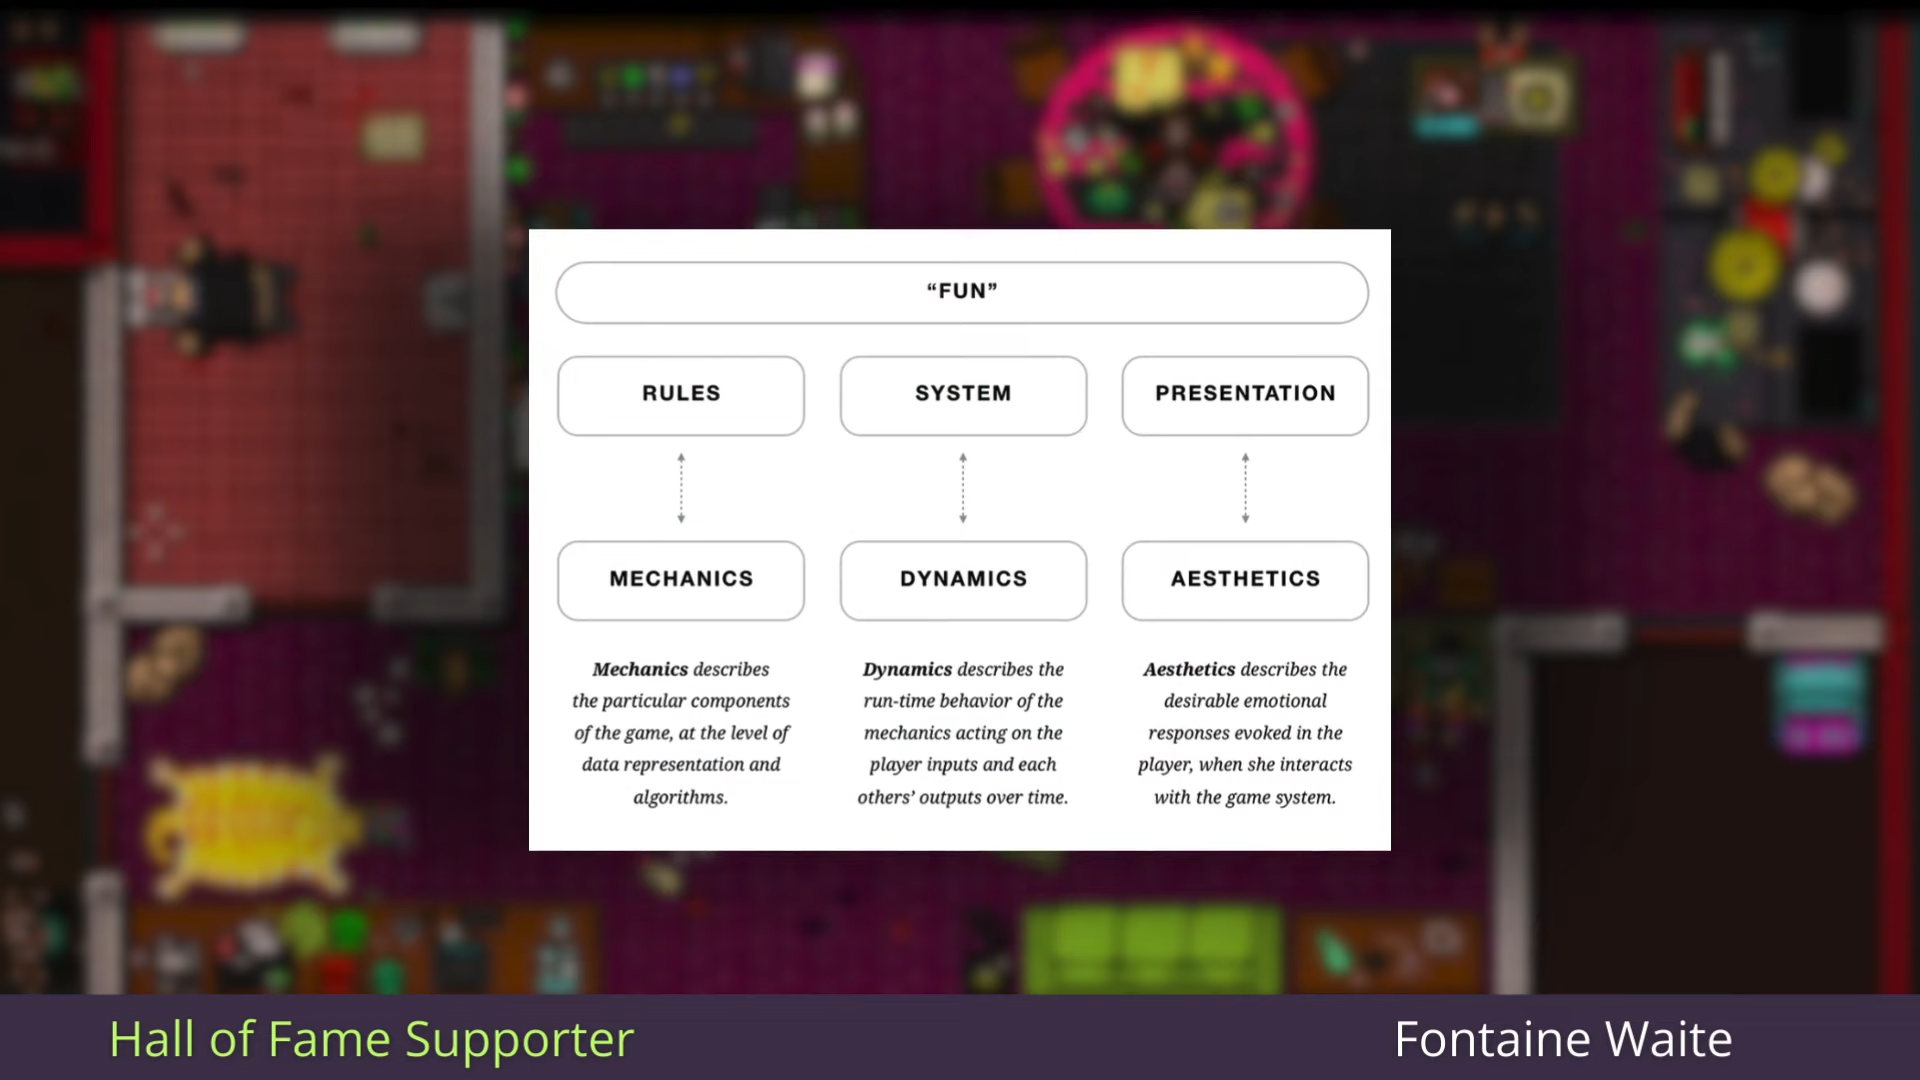 “FUN”
RULES
SYSTEM
PRESENTATION
MECHANICS
DYNAMICS
AESTHETICS
Mechanics describes
the particular components
of the game, at the level of
data representation and
algorithms.
Dynamics describes the
run-time behavior of the
mechanics acting on the
player inputs and each
others’ outputs over time.
Aesthetics describes the
desirable emotional
responses evoked in the
player, when she interacts
with the game system.
Hall of Fame Supporter
Fontaine Waite